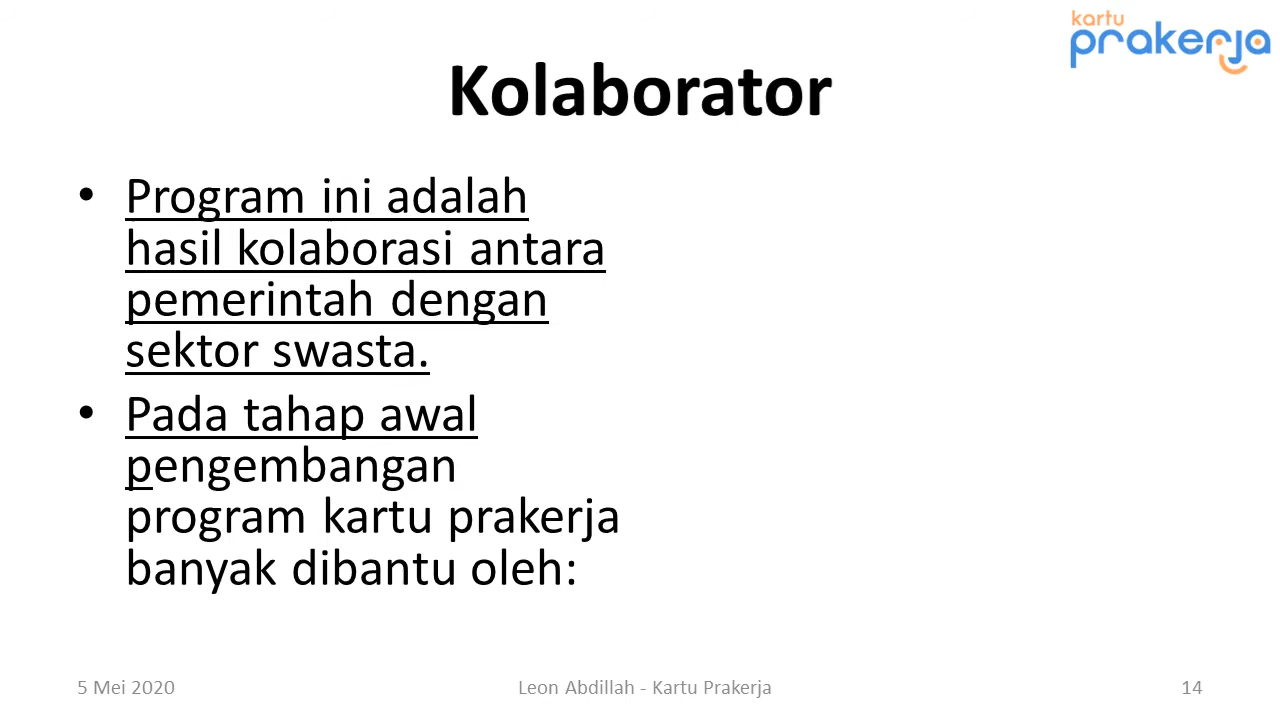 kartu
prakerja
Kolaborator
• Program ini adalah
hasil kolaborasi antara
pemerintah dengan
sektor swasta.
• Pada tahap awal
pengembangan
program kartu prakerja
banyak dibantu oleh:
5 Mei 2020
Leon Abdillah - Kartu Prakerja
14